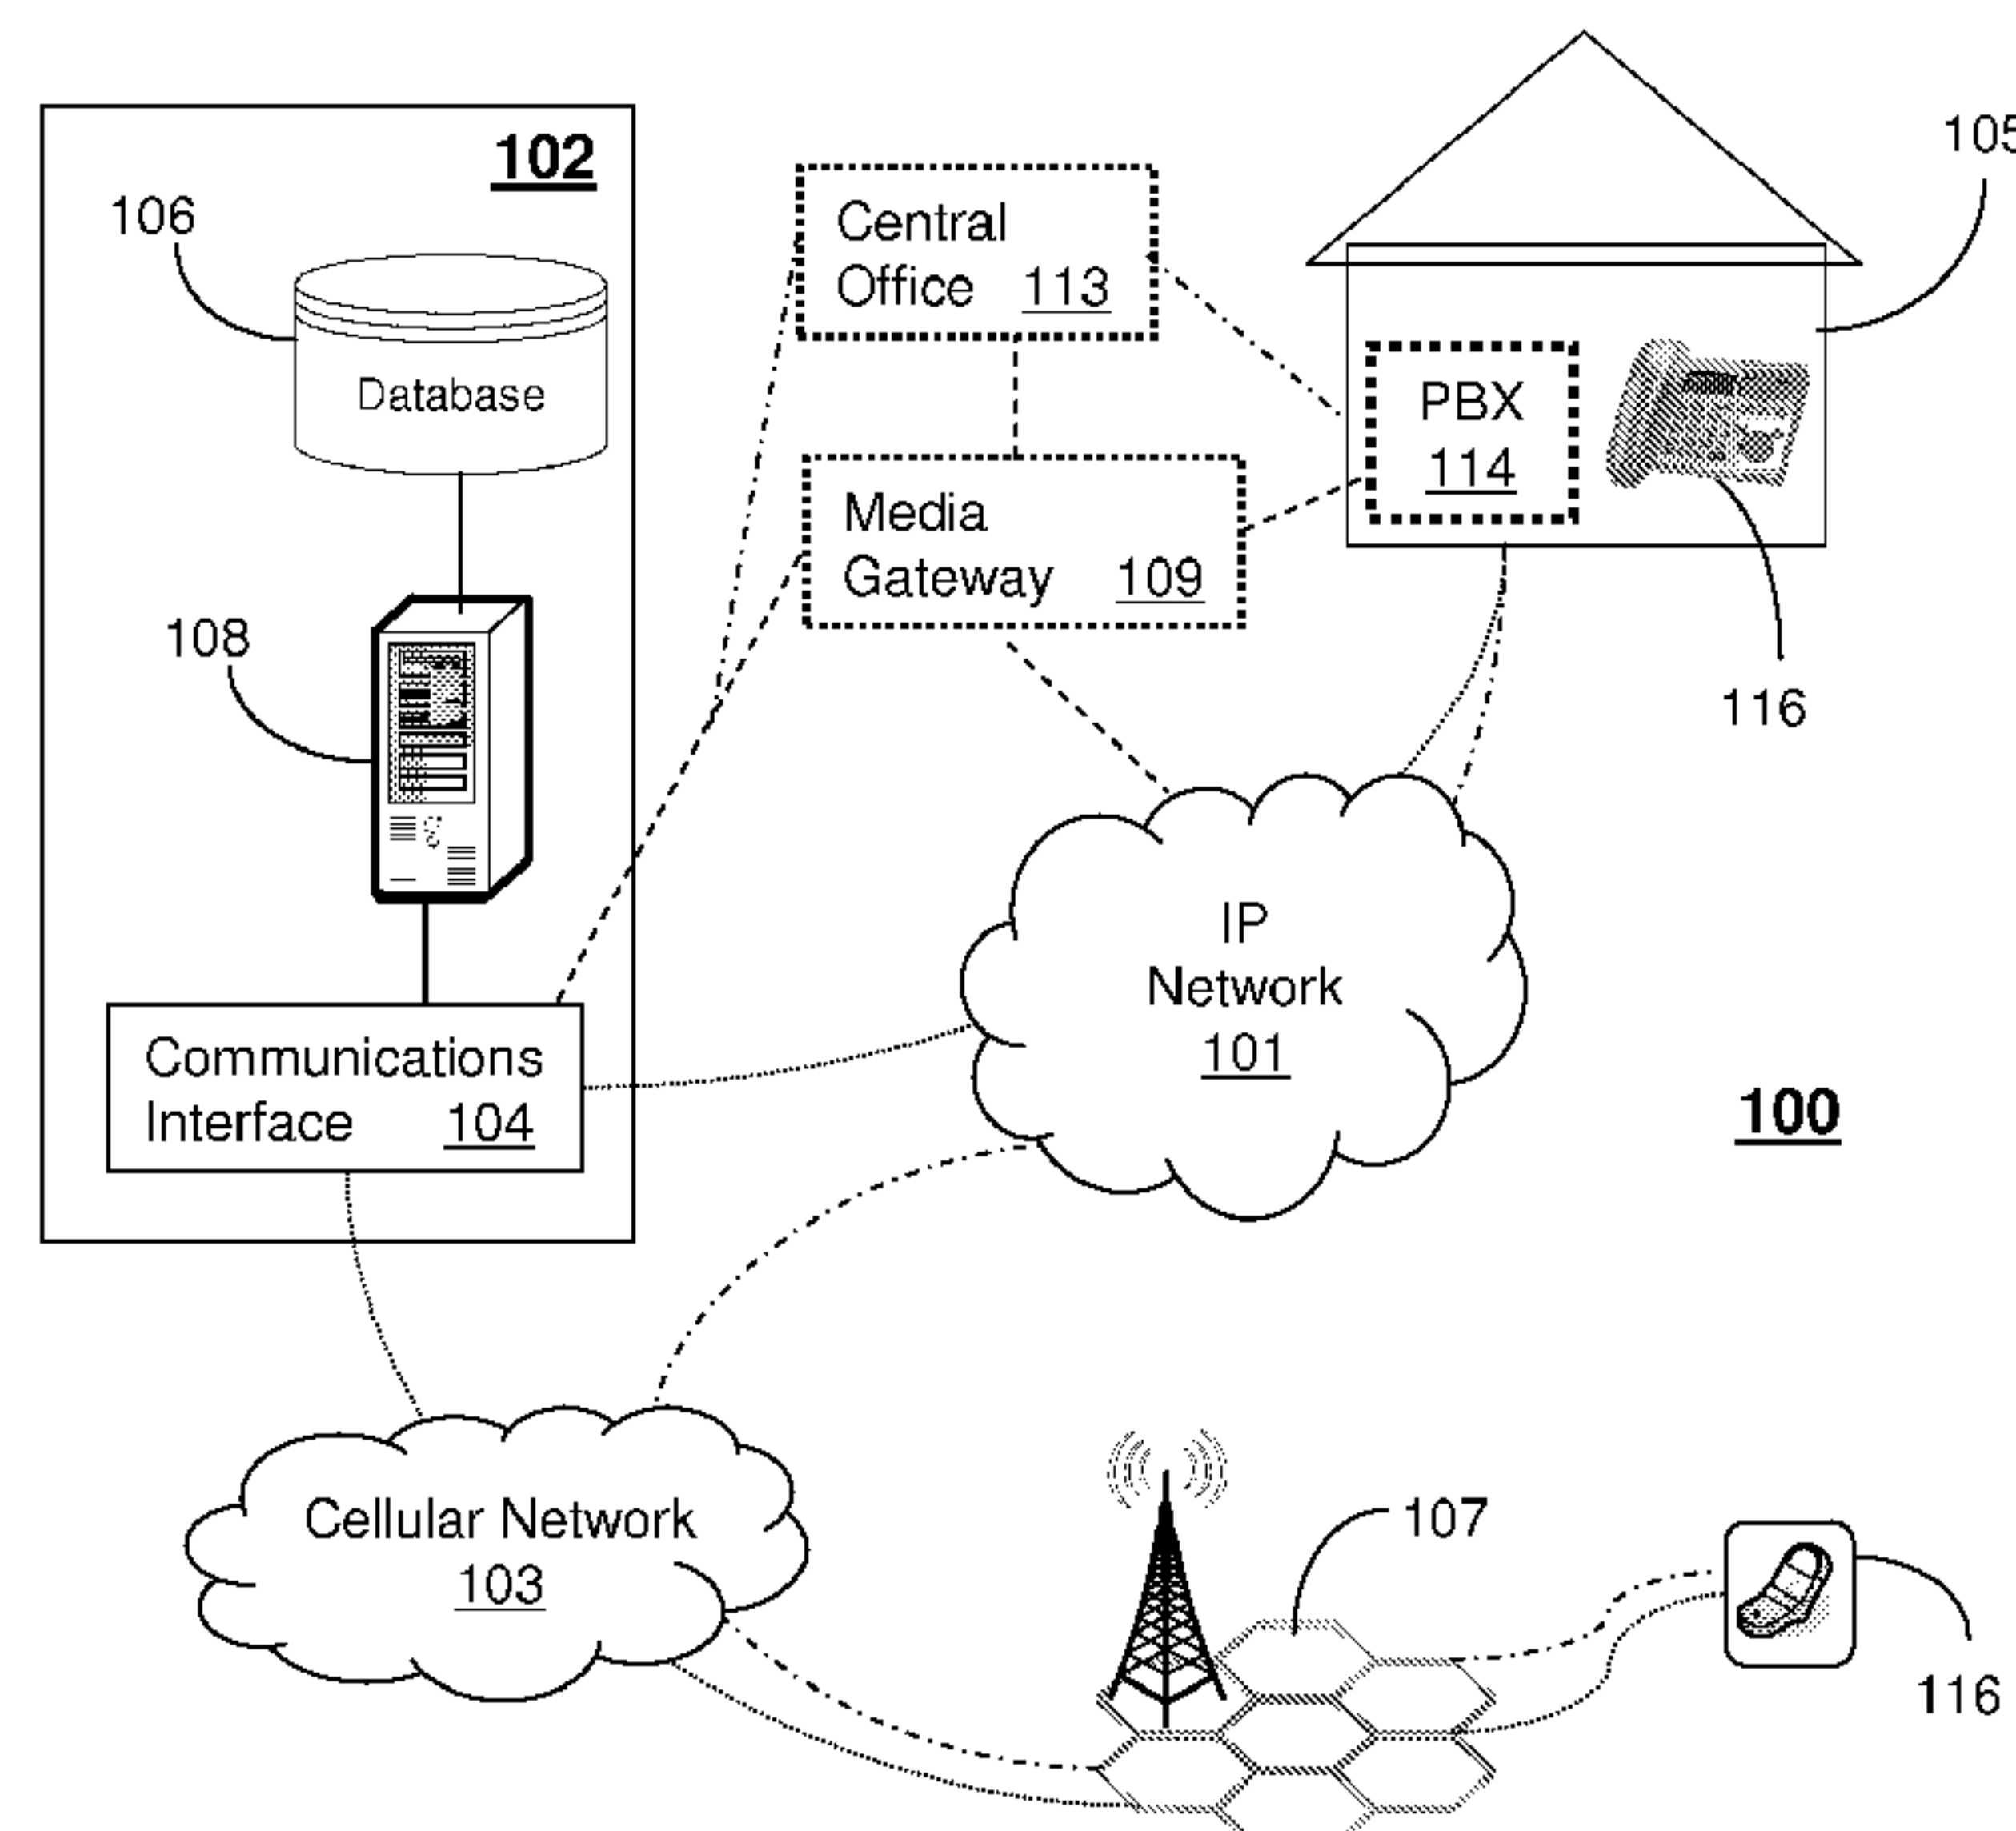 102
106
Database
108
Communications
Interface 104
Central
Office 113
Media
Gateway 109
105
PBX
114
116
IP
Network
101
100
Cellular Network
103
107
116